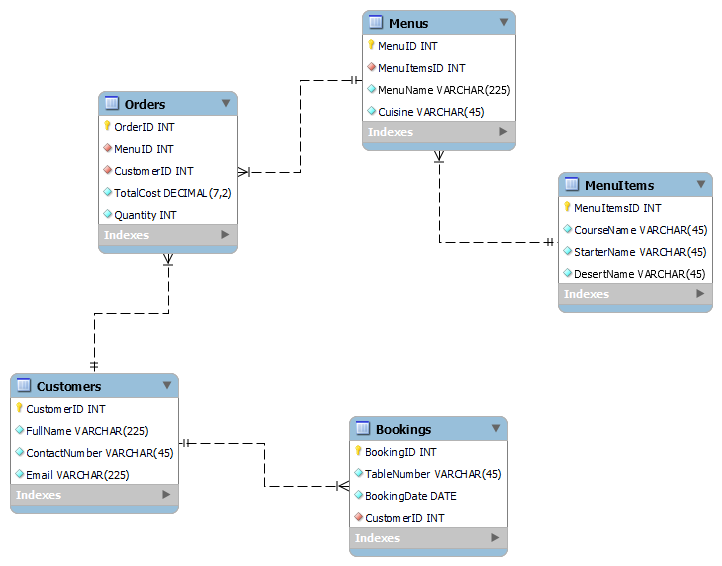 Menus
MenuID INT
MenuItemsID INT
MenuName VARCHAR(225)
Cuisine VARCHAR(45)
Indexes
Orders
OrderID INT
MenuID INT
CustomerID INT
TotalCost DECIMAL(7,2)
Quantity INT
Indexes
MenuItems
MenuItemsID INT
CourseName VARCHAR(45)
StarterName VARCHAR(45)
DesertName VARCHAR(45)
Indexes
Customers
CustomerID INT
FullName VARCHAR(225)
ContactNumber VARCHAR(45)
Email VARCHAR(225)
Indexes
Bookings
BookingID INT
TableNumber VARCHAR(45)
BookingDate DATE
CustomerID INT
Indexes